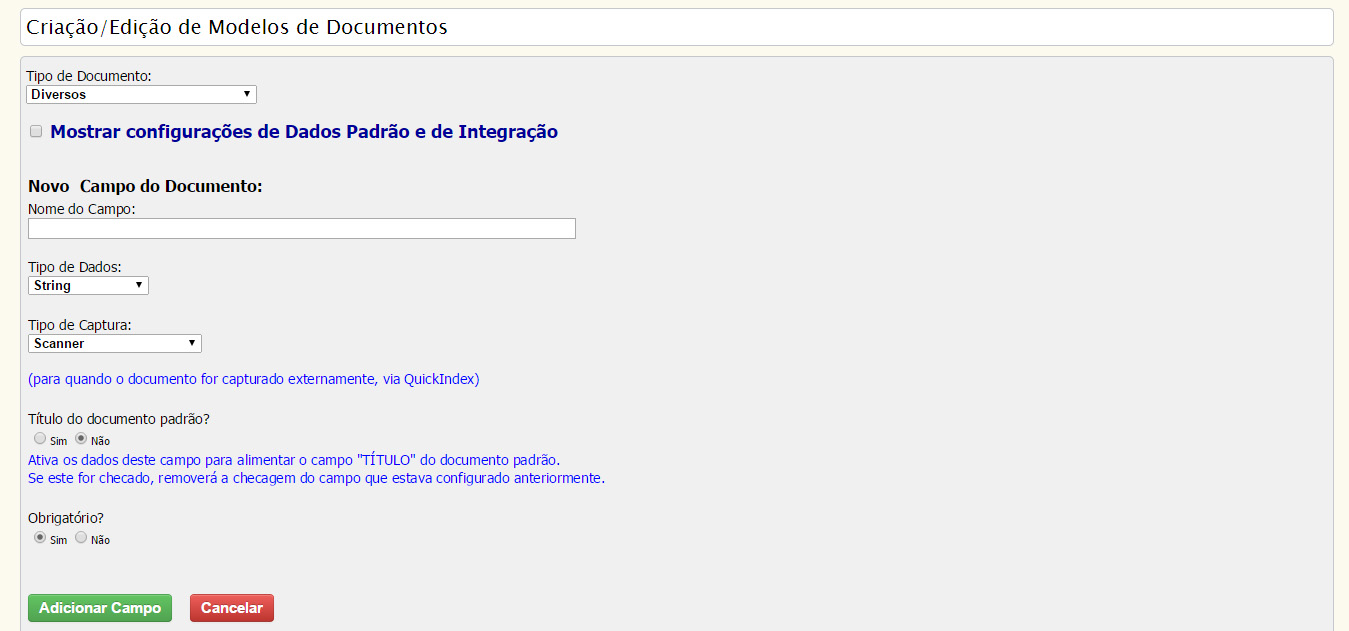 Criação/Edição de Modelos de Documentos
Tipo de Documento:
Diversos
Mostrar configurações de Dados Padrão e de Integração
Novo Campo do Documento:
Nome do Campo:
Tipo de Dados:
String
Tipo de Captura:
Scanner
(para quando o documento for capturado externamente, via QuickIndex)
Título do documento padrão?
Sim Não
Ativa os dados deste campo para alimentar o campo "TÍTULO" do documento padrão.
Se este for checado, removerá a checagem do campo que estava configurado anteriormente.
Obrigatório?
Sim Não
Adicionar Campo Cancelar